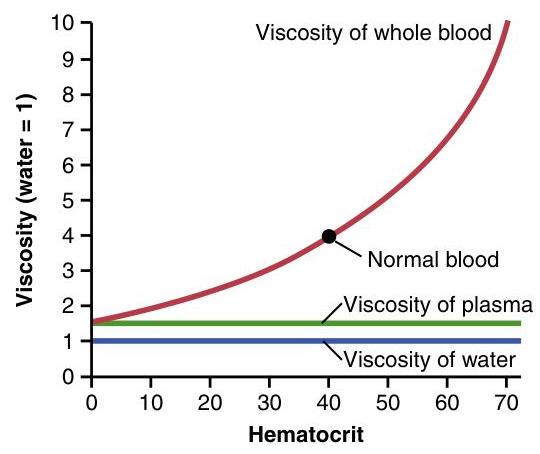 Viscosity (water = 1)
10
9
8
7
6
5
4
3
2
1
0
Viscosity of whole blood
Normal blood
Viscosity of plasma
Viscosity of water
0 10 20 30 40 50 60 70
Hematocrit